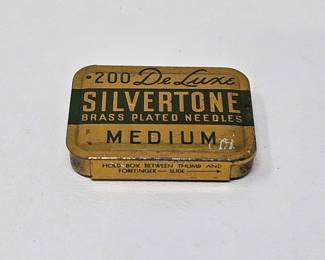 200 De Luxe
SILVERTONE
BRASS PLATED NEEDLES
MEDIUM
HOLD BOX BETWEEN THUMB AND
FOREFINGER — SLIDE